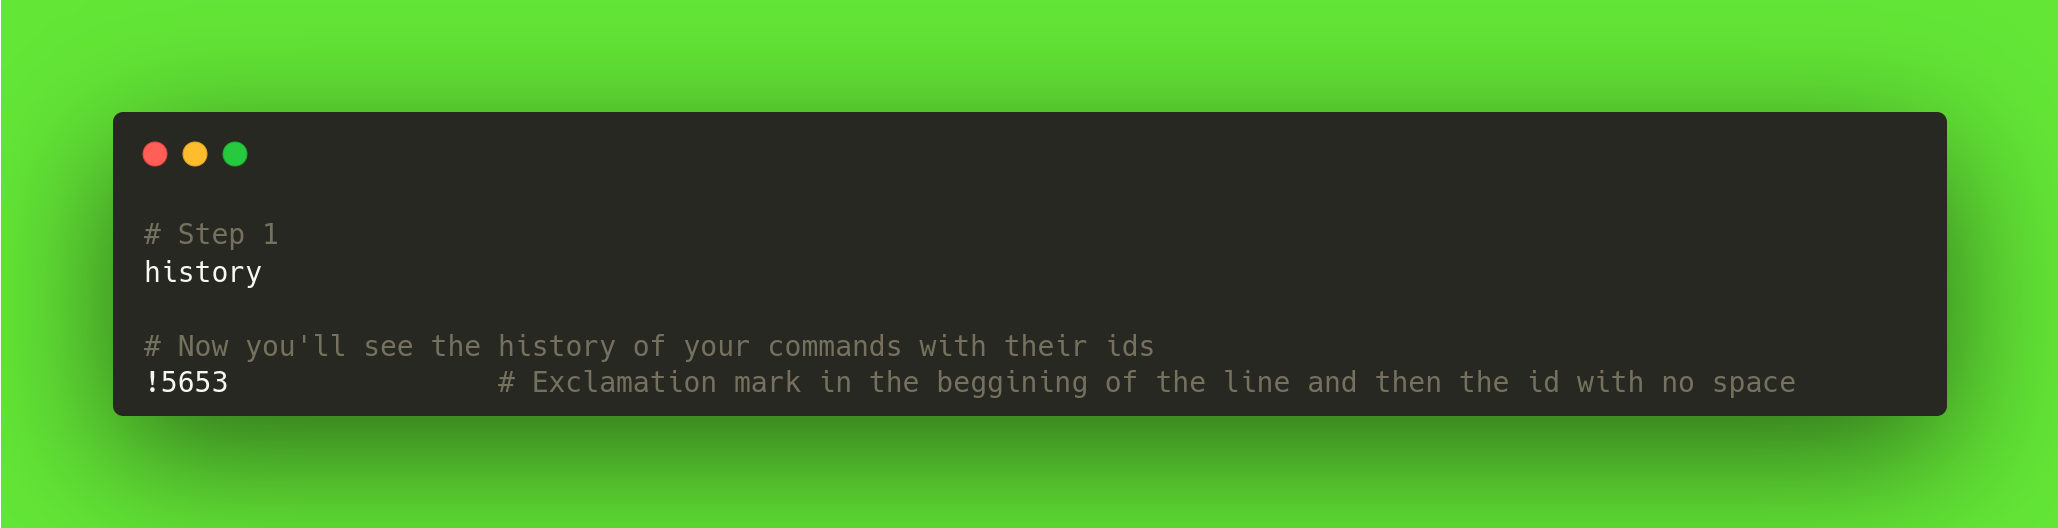 # Step 1
history
# Now you'll see the history of your commands with their ids
!5653                # Exclamation mark in the beggining of the line and then the id with no space